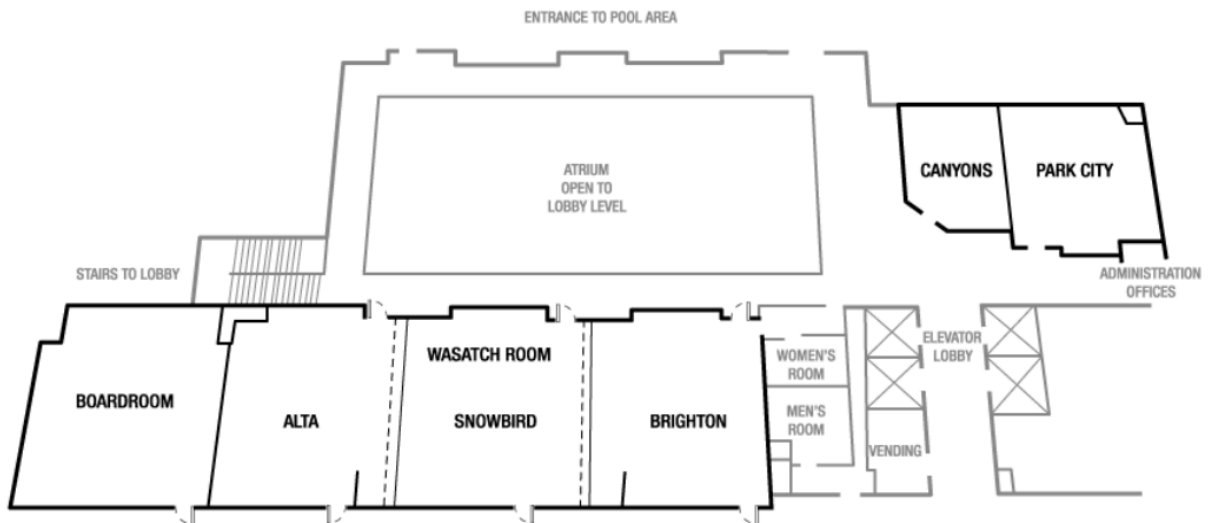 ENTRANCE TO POOL AREA
ATRIUM
OPEN TO
LOBBY LEVEL
CANYONS
PARK CITY
STAIRS TO LOBBY
ADMINISTRATION
OFFICES
BOARDROOM
ALTA
WASATCH ROOM
SNOWBIRD
BRIGHTON
WOMEN'S
ROOM
MEN'S
ROOM
ELEVATOR
LOBBY
VENDING